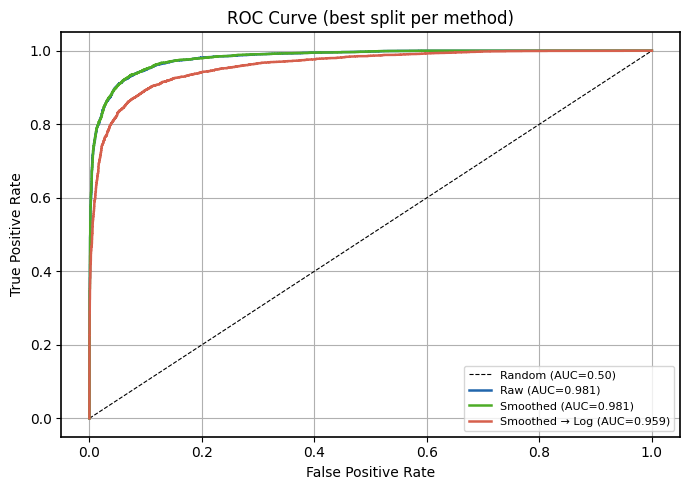 ROC Curve (best split per method)
True Positive Rate
1.0
0.8
0.6
0.4
0.2
0.0
Random (AUC=0.50)
Raw (AUC=0.981)
Smoothed (AUC=0.981)
Smoothed → Log (AUC=0.959)
0.0 0.2 0.4 0.6 0.8 1.0
False Positive Rate